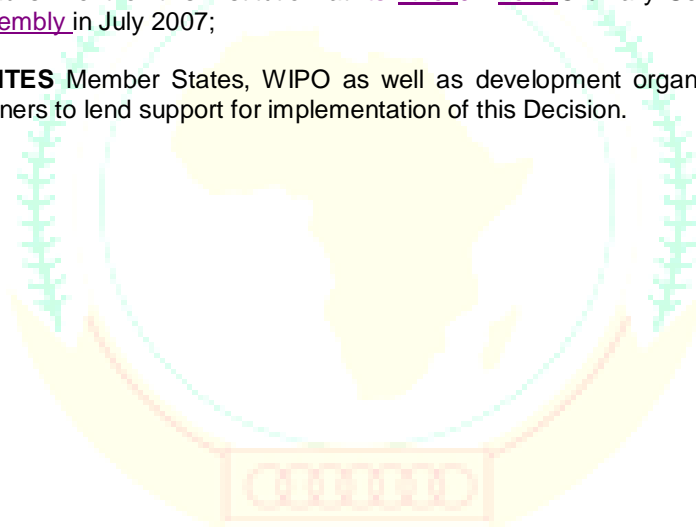 embly in July 2007;
ITES Member States, WIPO as well as development organ
ners to lend support for implementation of this Decision.